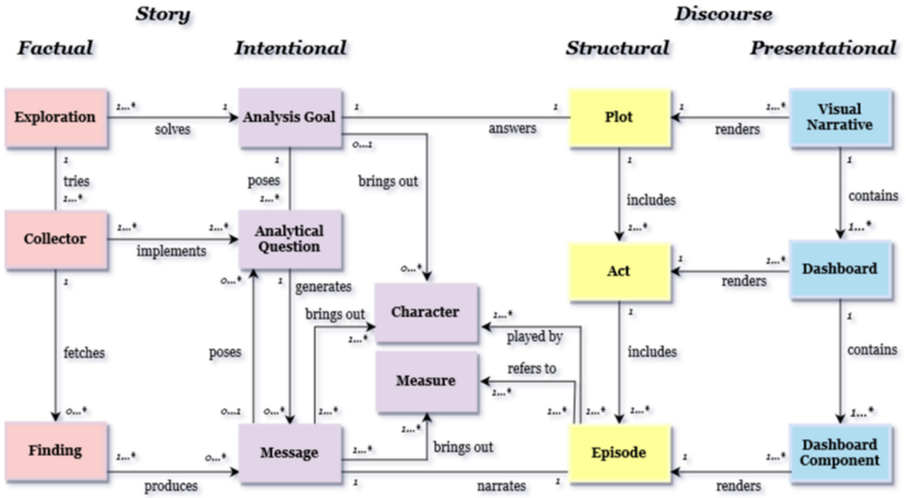 Story
Discourse
Factual
Intentional
Structural
Presentational
Exploration
1...*
solves
1
Analysis Goal
1
answers
Plot
1
renders
1...*
Visual
Narrative
0...1
1
tries
1...*
1
poses
1...*
brings out
1
includes
1...*
1
contains
1...*
Collector
1...*
implements
1...*
Analytical
Question
0...*
1
generates
0...*
Act
1
renders
1...*
Dashboard
1
fetches
0...*
0...*
poses
0...1
1
0...*
Character
brings out
1...*
1...*
1...*
played by
1...*
Measure
refers to
1...*
1...*
1
includes
1...*
1
contains
1...*
Finding
1...*
produces
0...*
Message
1...*
brings out
1...*
1
narrates
1
Episode
1
renders
1...*
Dashboard
Component